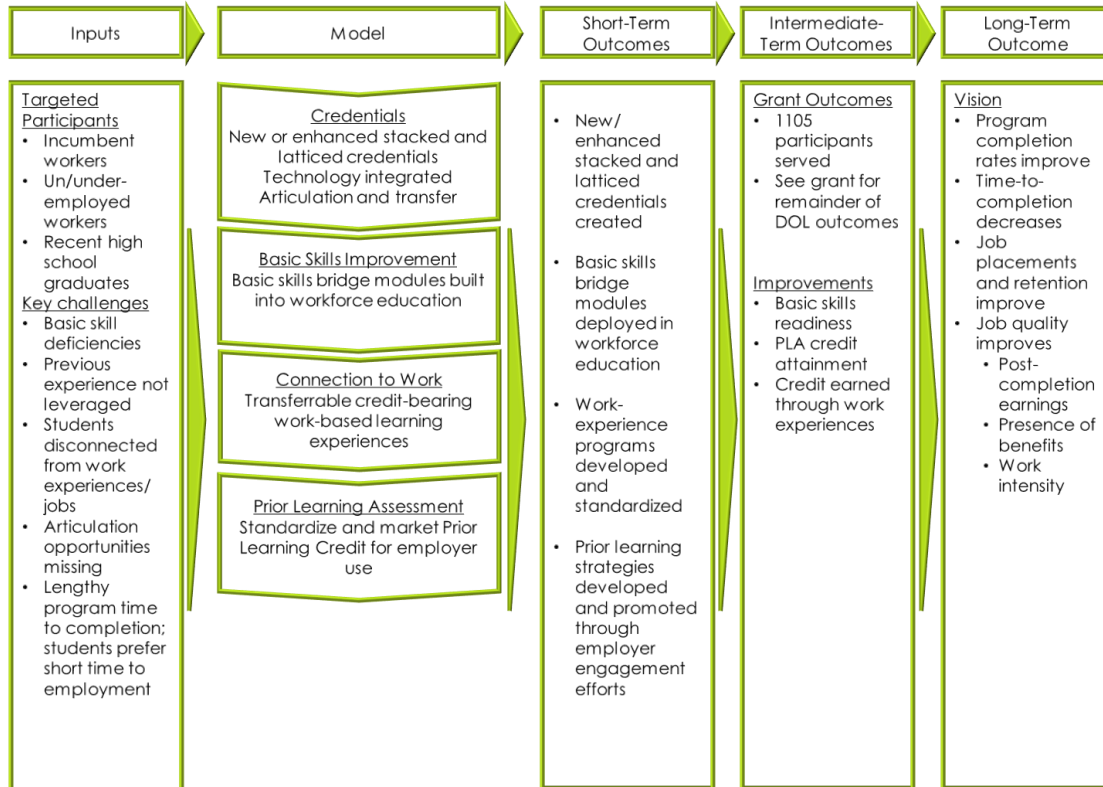 Inputs
Model
Short-Term
Outcomes
Intermediate-
Term Outcomes
Long-Term
Outcome
Targeted
Participants
• Incumbent
workers
• Un/under-
employed
workers
• Recent high
school
graduates
Key challenges
• Basic skill
deficiencies
• Previous
experience not
leveraged
• Students
disconnected
from work
experiences/
jobs
• Articulation
opportunities
missing
• Lengthy
program time
to completion;
students prefer
short time to
employment
Credentials
New or enhanced stacked and
latticed credentials
Technology integrated
Articulation and transfer
Basic Skills Improvement
Basic skills bridge modules built
into workforce education
Connection to Work
Transferrable credit-bearing
work-based learning
experiences
Prior Learning Assessment
Standardize and market Prior
Learning Credit for employer
use
• New/
enhanced
stacked and
latticed
credentials
created
• Basic skills
bridge
modules
deployed in
workforce
education
• Work-
experience
programs
developed
and
standardized
• Prior learning
strategies
developed
and promoted
through
employer
engagement
efforts
Grant Outcomes
• 1105
participants
served
• See grant for
remainder of
DOL outcomes
Improvements
• Basic skills
readiness
• PLA credit
attainment
• Credit earned
through work
experiences
Vision
• Program
completion
rates improve
• Time-to-
completion
decreases
• Job
placements
and retention
improve
• Job quality
improves
• Post-
completion
earnings
• Presence of
benefits
• Work
intensity